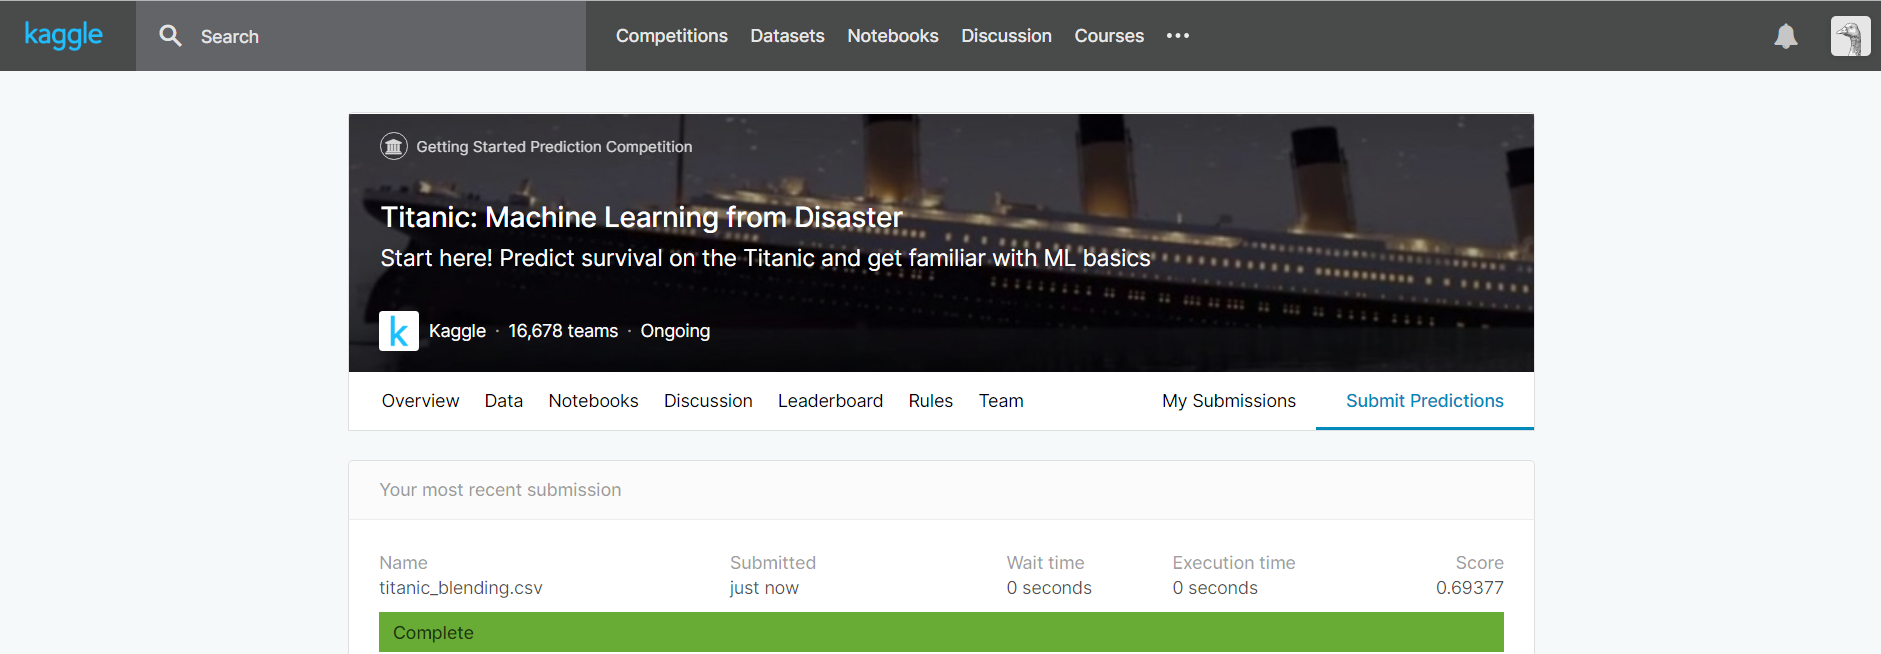 kaggle
Search
Competitions Datasets Notebooks Discussion Courses •••
Getting Started Prediction Competition
Titanic: Machine Learning from Disaster
Start here! Predict survival on the Titanic and get familiar with ML basics
k
Kaggle · 16,678 teams · Ongoing
Overview Data Notebooks Discussion Leaderboard Rules Team My Submissions Submit Predictions
Your most recent submission
Name Submitted Wait time Execution time Score
titanic_blending.csv just now 0 seconds 0 seconds 0.69377
Complete